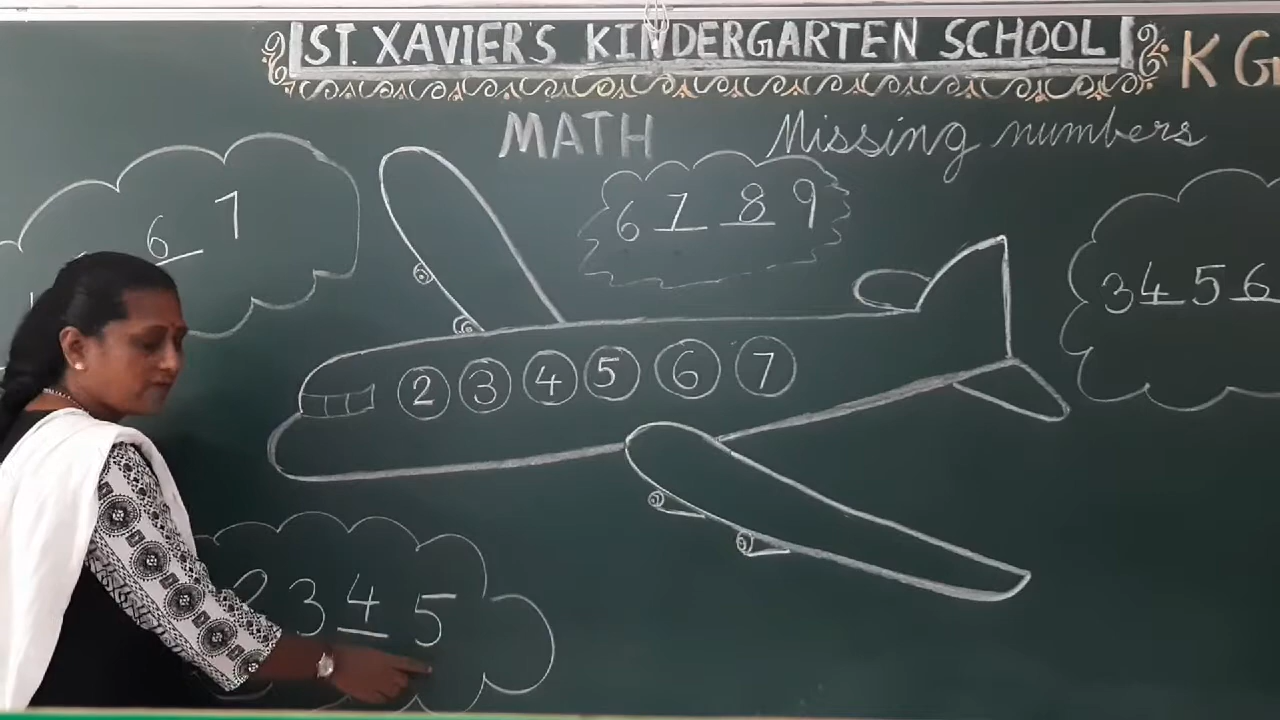 ST. XAVIER'S KINDERGARTEN SCHOOL
KG
MATH Missing numbers
6 7
6 7 8 9
3 4 5 6
2 3 4 5 6 7
2 3 4 5